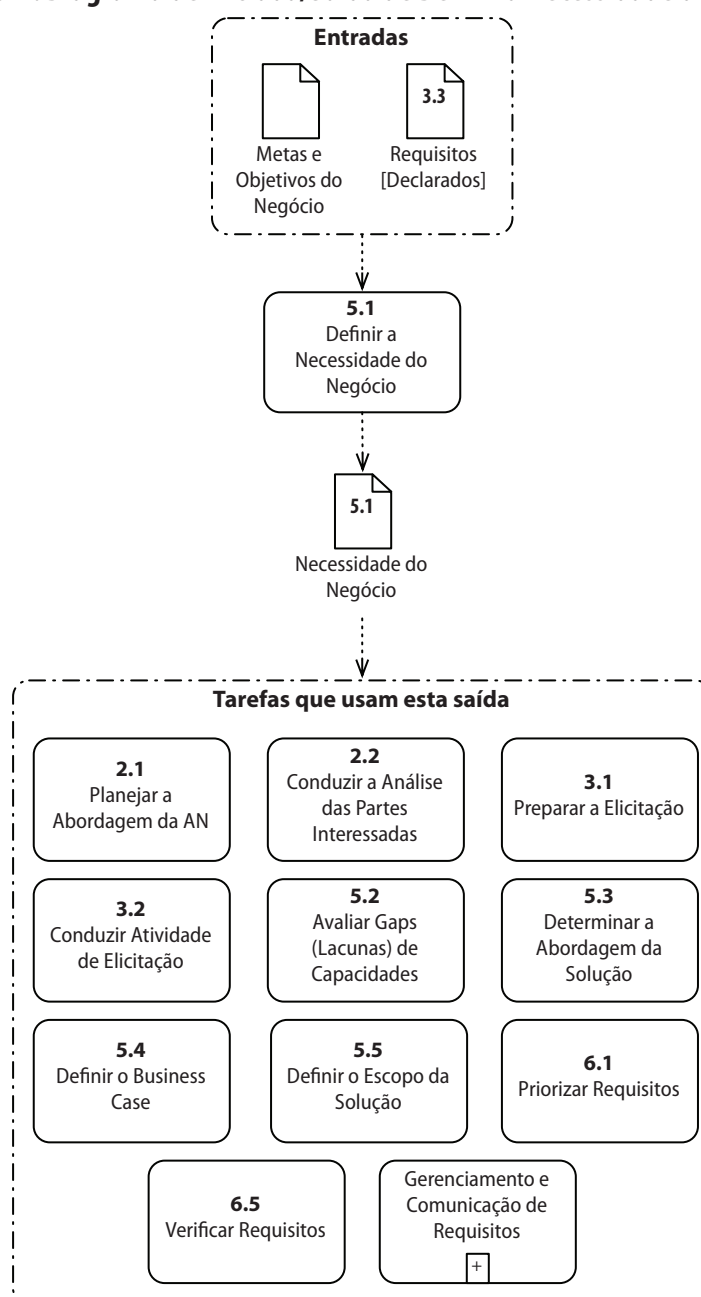 Entradas
3.3
Metas e
Objetivos do
Negócio
Requisitos
[Declarados]
5.1
Definir a
Necessidade do
Negócio
5.1
Necessidade do
Negócio
Tarefas que usam esta saída
2.1
Planejar a
Abordagem da AN
2.2
Conduzir a Análise
das Partes
Interessadas
3.1
Preparar a Elicitação
3.2
Conduzir Atividade
de Elicitação
5.2
Avaliar Gaps
(Lacunas) de
Capacidades
5.3
Determinar a
Abordagem da
Solução
5.4
Definir o Business
Case
5.5
Definir o Escopo da
Solução
6.1
Priorizar Requisitos
6.5
Verificar Requisitos
Gerenciamento e
Comunicação de
Requisitos
+